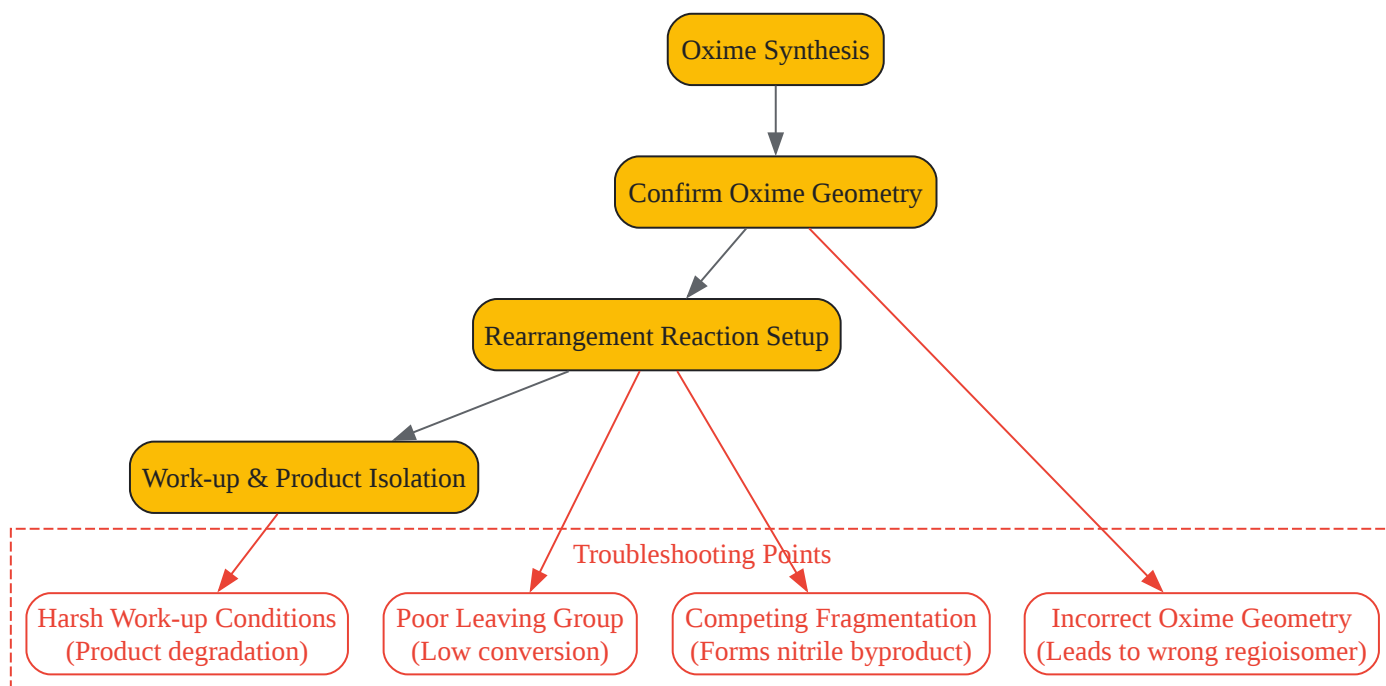 Oxime Synthesis
Confirm Oxime Geometry
Rearrangement Reaction Setup
Work-up & Product Isolation
Troubleshooting Points
Harsh Work-up Conditions
(Product degradation)
Poor Leaving Group
(Low conversion)
Competing Fragmentation
(Forms nitrile byproduct)
Incorrect Oxime Geometry
(Leads to wrong regioisomer)